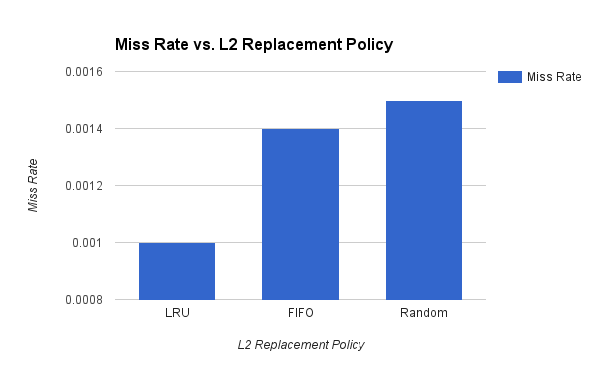 Miss Rate vs. L2 Replacement Policy
0.0016
Miss Rate
0.0014
0.0012
Miss Rate
0.001
0.0008
LRU FIFO Random
L2 Replacement Policy